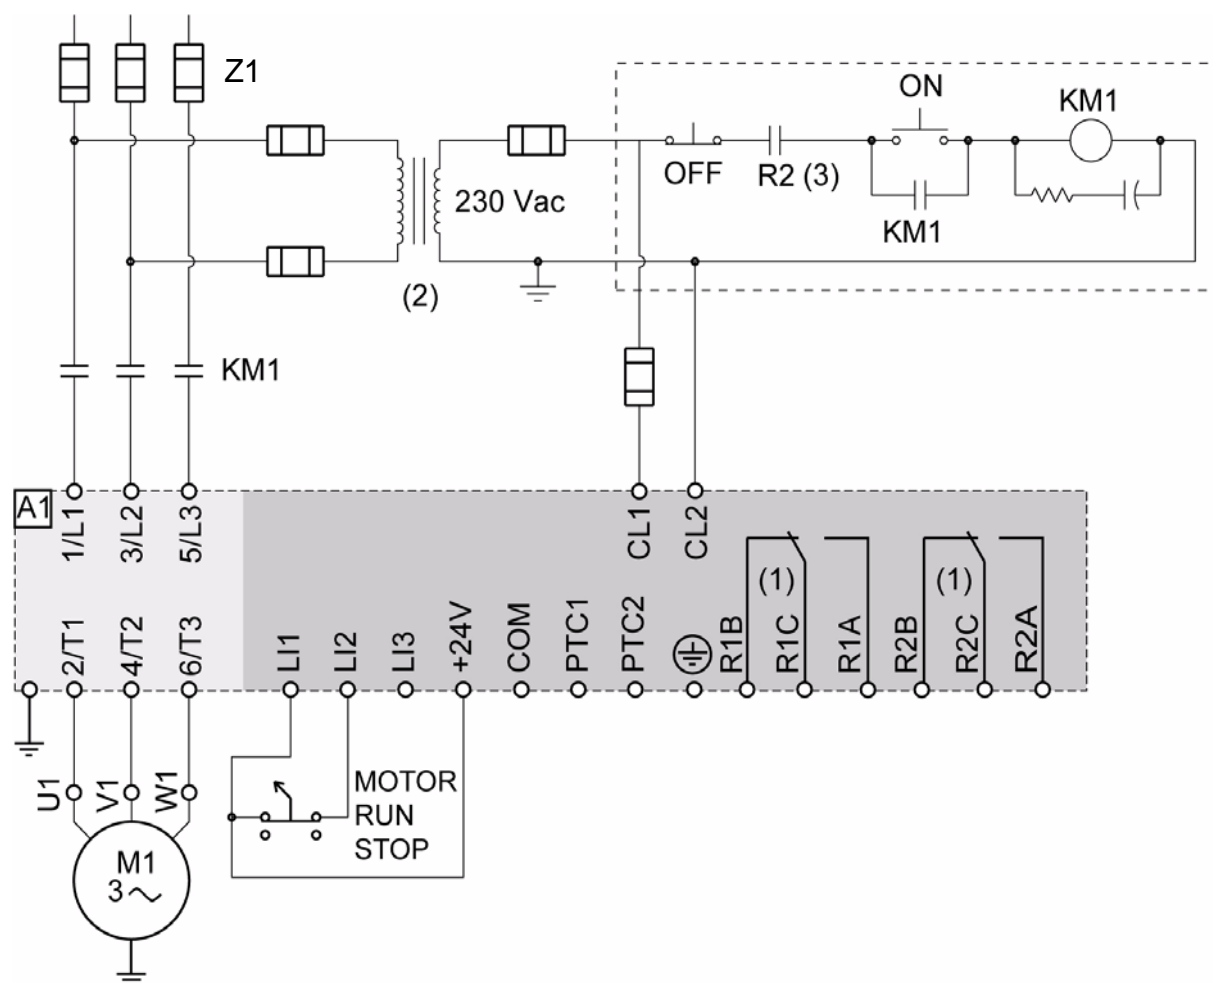 Z1
ON
KM1
OFF
R2 (3)
230 Vac
KM1
(2)
KM1
A1
1/L1
3/L2
5/L3
CL1
CL2
(1)
(1)
2/T1
4/T2
6/T3
LI1
LI2
LI3
+24V
COM
PTC1
PTC2
R1B
R1C
R1A
R2B
R2C
R2A
U1
V1
W1
MOTOR
RUN
STOP
M1
3~